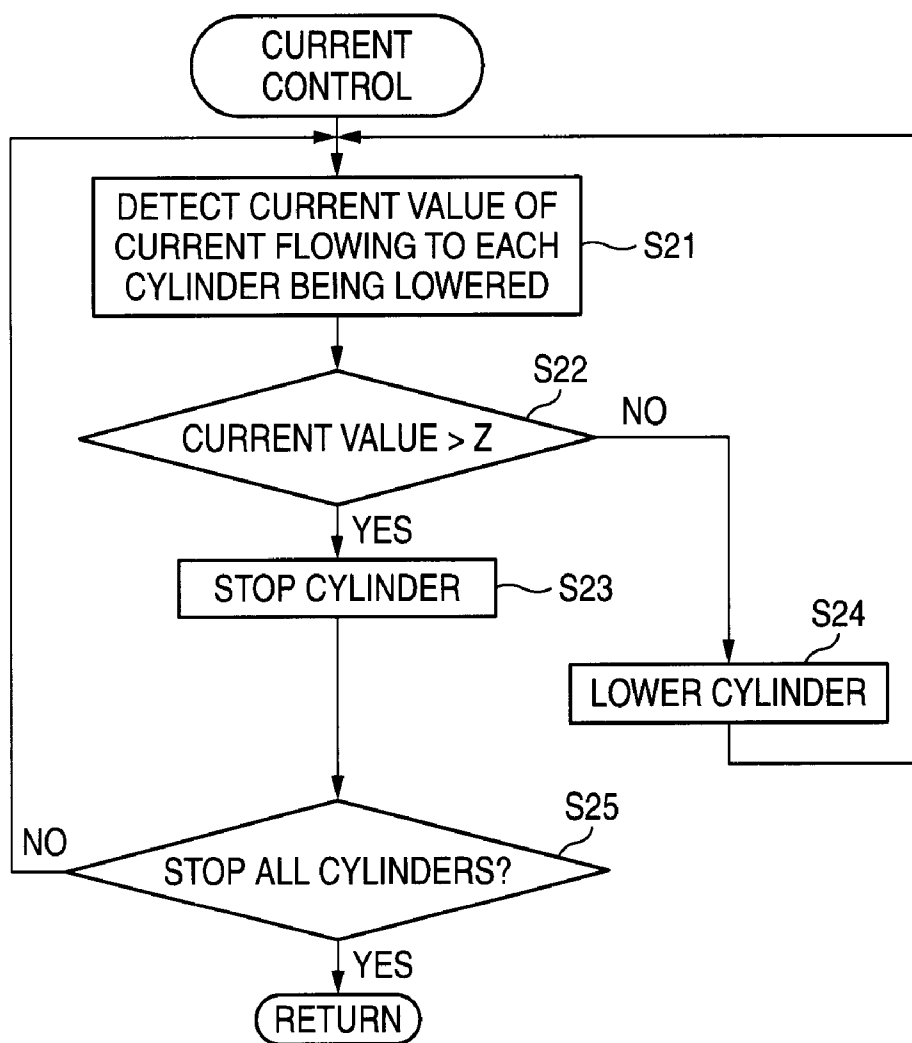 CURRENT
CONTROL
DETECT CURRENT VALUE OF
CURRENT FLOWING TO EACH
CYLINDER BEING LOWERED
S21
S22
CURRENT VALUE > Z
NO
YES
STOP CYLINDER
S23
S24
LOWER CYLINDER
S25
STOP ALL CYLINDERS?
NO
YES
RETURN